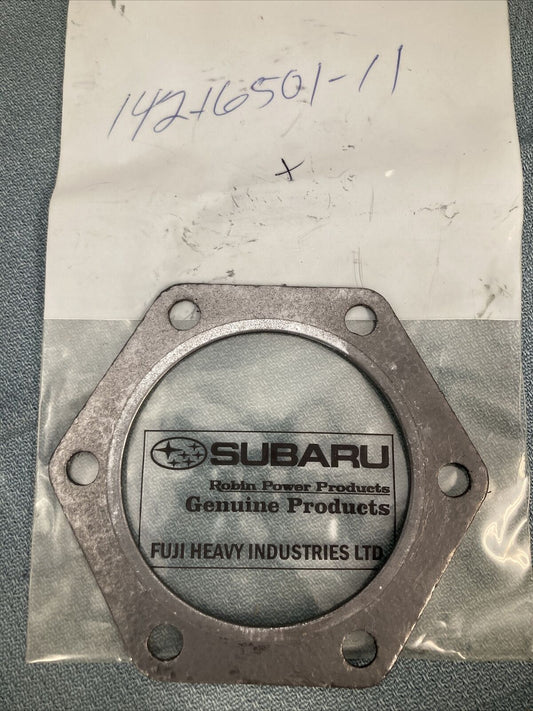 14216501-11
x
SUBARU
Robin Power Products
Genuine Products
FUJI HEAVY INDUSTRIES LTD.